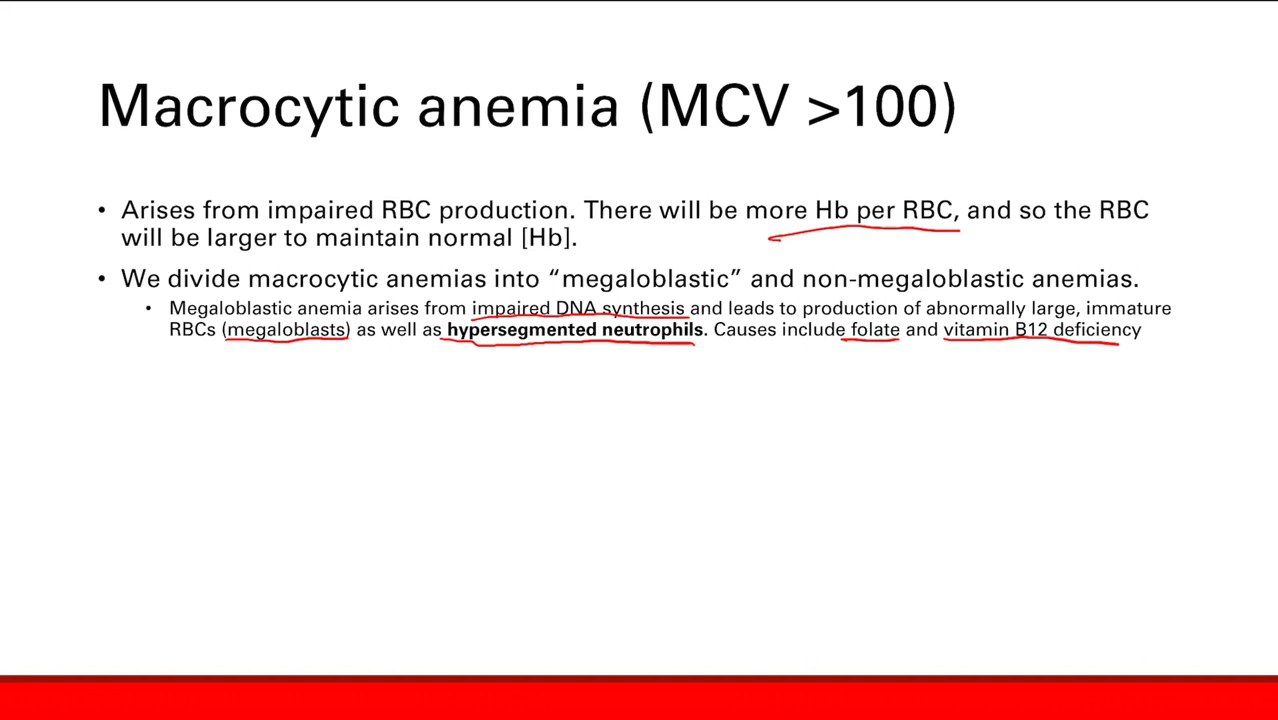 Macrocytic anemia (MCV >100)
• Arises from impaired RBC production. There will be more Hb per RBC, and so the RBC
will be larger to maintain normal [Hb].
• We divide macrocytic anemias into “megaloblastic” and non-megaloblastic anemias.
• Megaloblastic anemia arises from impaired DNA synthesis and leads to production of abnormally large, immature
RBCs (megaloblasts) as well as hypersegmented neutrophils. Causes include folate and vitamin B12 deficiency